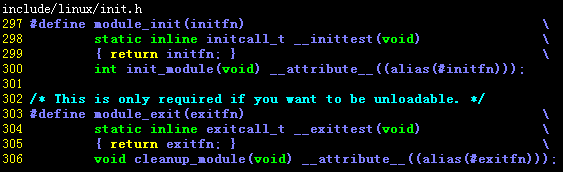 include/linux/init.h
297 #define module_init(initfn) \
298 static inline initcall_t __inittest(void) \
299 { return initfn; } \
300 int init_module(void) __attribute__((alias(#initfn)));
301
302 /* This is only required if you want to be unloadable. */
303 #define module_exit(exitfn) \
304 static inline exitcall_t __exittest(void) \
305 { return exitfn; } \
306 void cleanup_module(void) __attribute__((alias(#exitfn)));